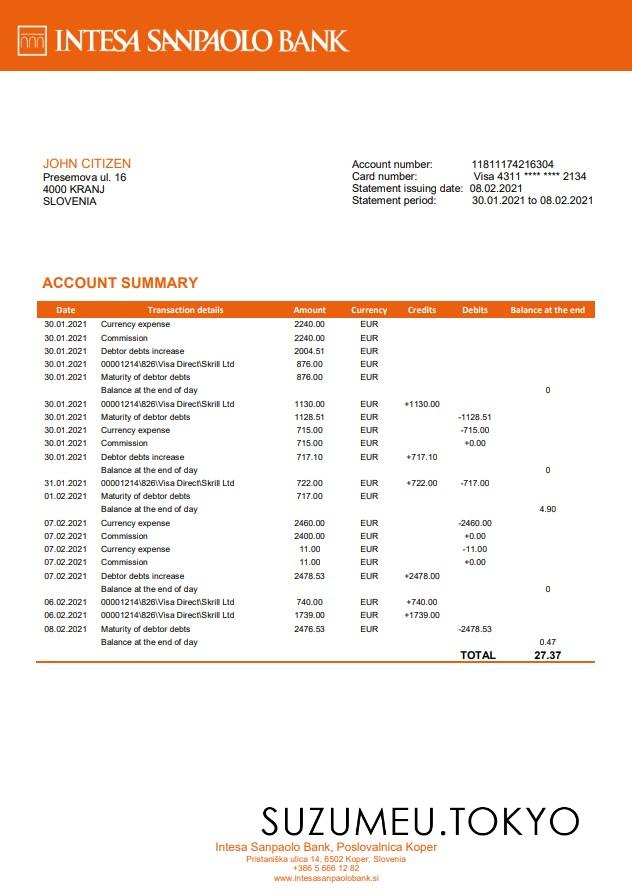 INTESA SANPAOLO BANK
JOHN CITIZEN
Presemova ul. 16
4000 KRANJ
SLOVENIA
Account number: 11811174216304
Card number: Visa 4311 **** **** 2134
Statement issuing date: 08.02.2021
Statement period: 30.01.2021 to 08.02.2021
ACCOUNT SUMMARY
Date Transaction details Amount Currency Credits Debits Balance at the end
30.01.2021 Currency expense 2240.00 EUR
30.01.2021 Commission 2240.00 EUR
30.01.2021 Debtor debts increase 2004.51 EUR
30.01.2021 00001214\826\Visa Direct\Skrill Ltd 876.00 EUR
30.01.2021 Maturity of debtor debts 876.00 EUR
Balance at the end of day 0
30.01.2021 00001214\826\Visa Direct\Skrill Ltd 1130.00 EUR +1130.00
30.01.2021 Maturity of debtor debts 1128.51 EUR -1128.51
30.01.2021 Currency expense 715.00 EUR -715.00
30.01.2021 Commission 715.00 EUR +0.00
30.01.2021 Debtor debts increase 717.10 EUR +717.10
Balance at the end of day 0
31.01.2021 00001214\826\Visa Direct\Skrill Ltd 722.00 EUR +722.00 -717.00
01.02.2021 Maturity of debtor debts 717.00 EUR
Balance at the end of day 4.90
07.02.2021 Currency expense 2460.00 EUR -2460.00
07.02.2021 Commission 2400.00 EUR +0.00
07.02.2021 Currency expense 11.00 EUR -11.00
07.02.2021 Commission 11.00 EUR +0.00
07.02.2021 Debtor debts increase 2478.53 EUR +2478.00
Balance at the end of day 0
06.02.2021 00001214\826\Visa Direct\Skrill Ltd 740.00 EUR +740.00
06.02.2021 00001214\826\Visa Direct\Skrill Ltd 1739.00 EUR +1739.00
08.02.2021 Maturity of debtor debts 2476.53 EUR -2478.53
Balance at the end of day 0.47
TOTAL 27.37
SUZUMEU.TOKYO
Intesa Sanpaolo Bank, Poslovalnica Koper
Pristaniška ulica 14, 6502 Koper, Slovenia
+386 5 666 12 82
www.intesasanpaolobank.si